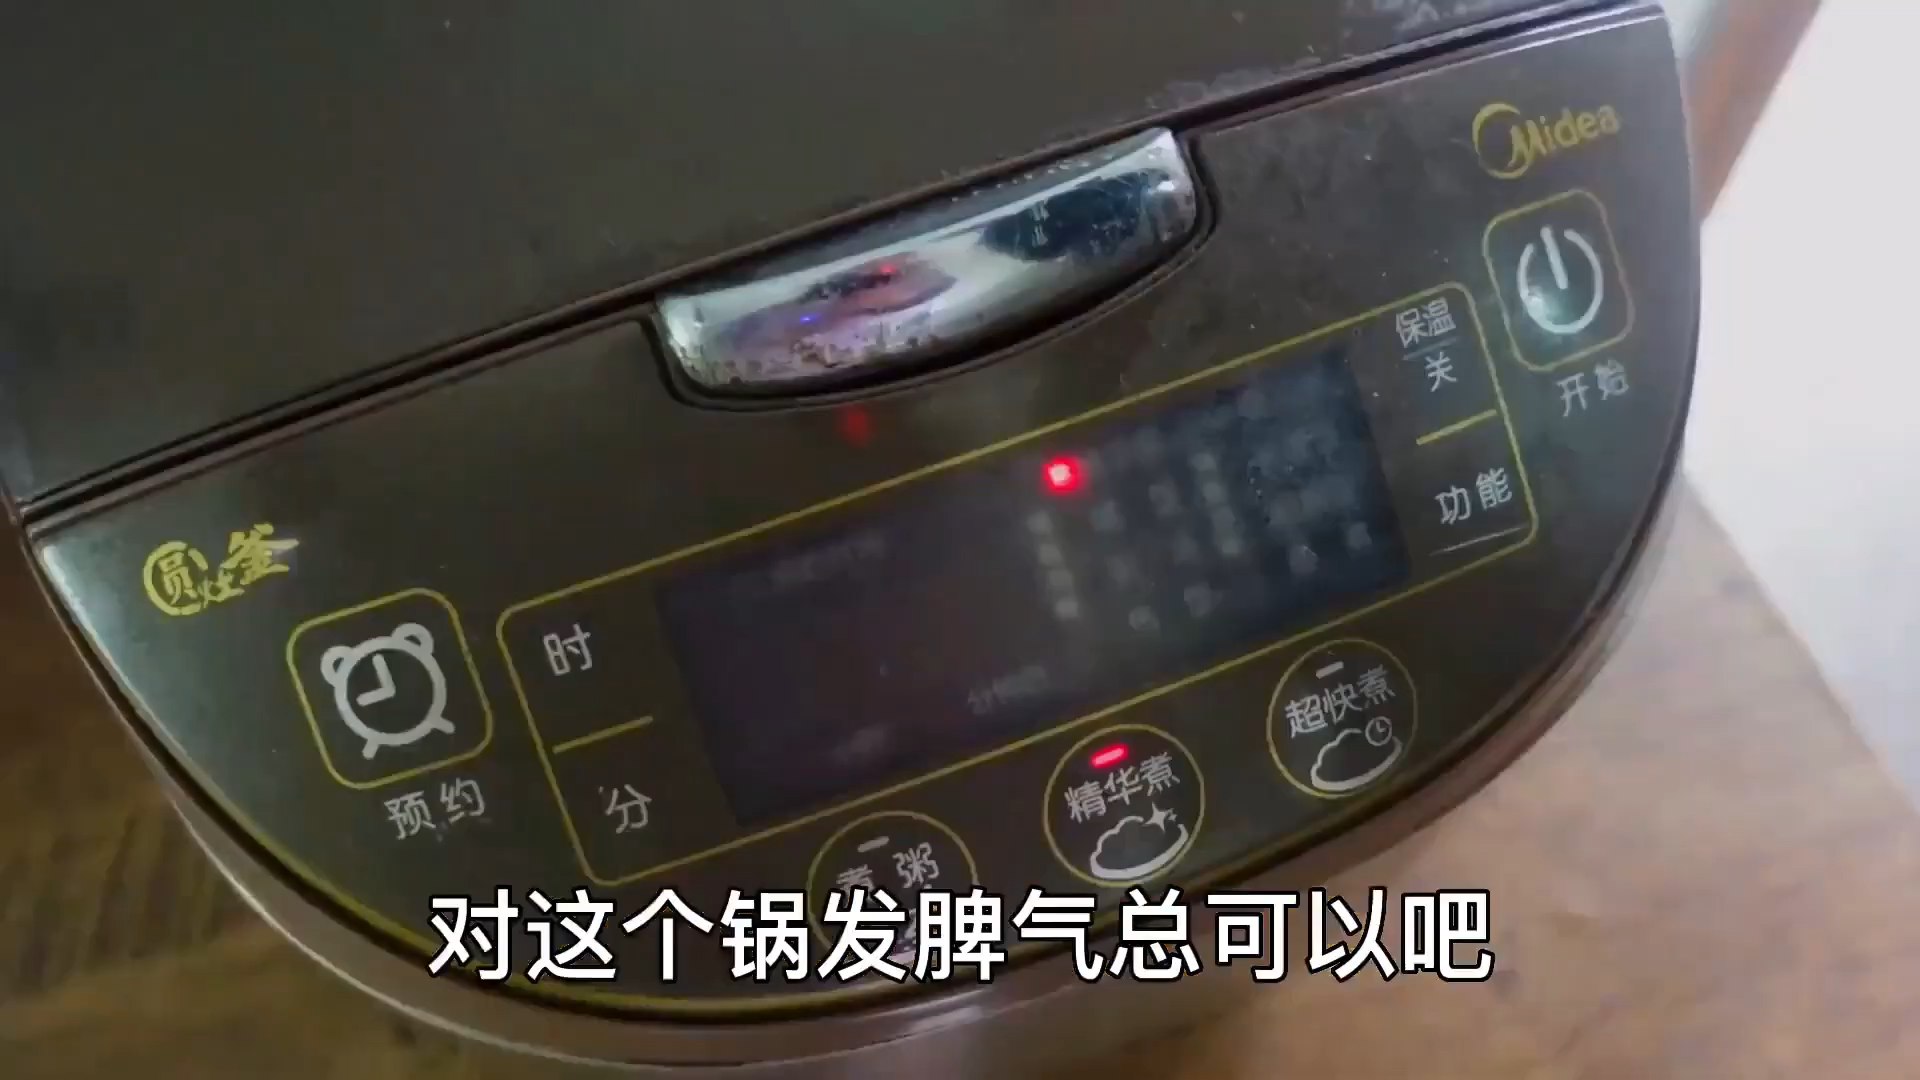 Midea
保温
关
开始
功能
圆灶釜
时
分
预约
超快煮
精华煮
煮粥
对这个锅发脾气总可以吧